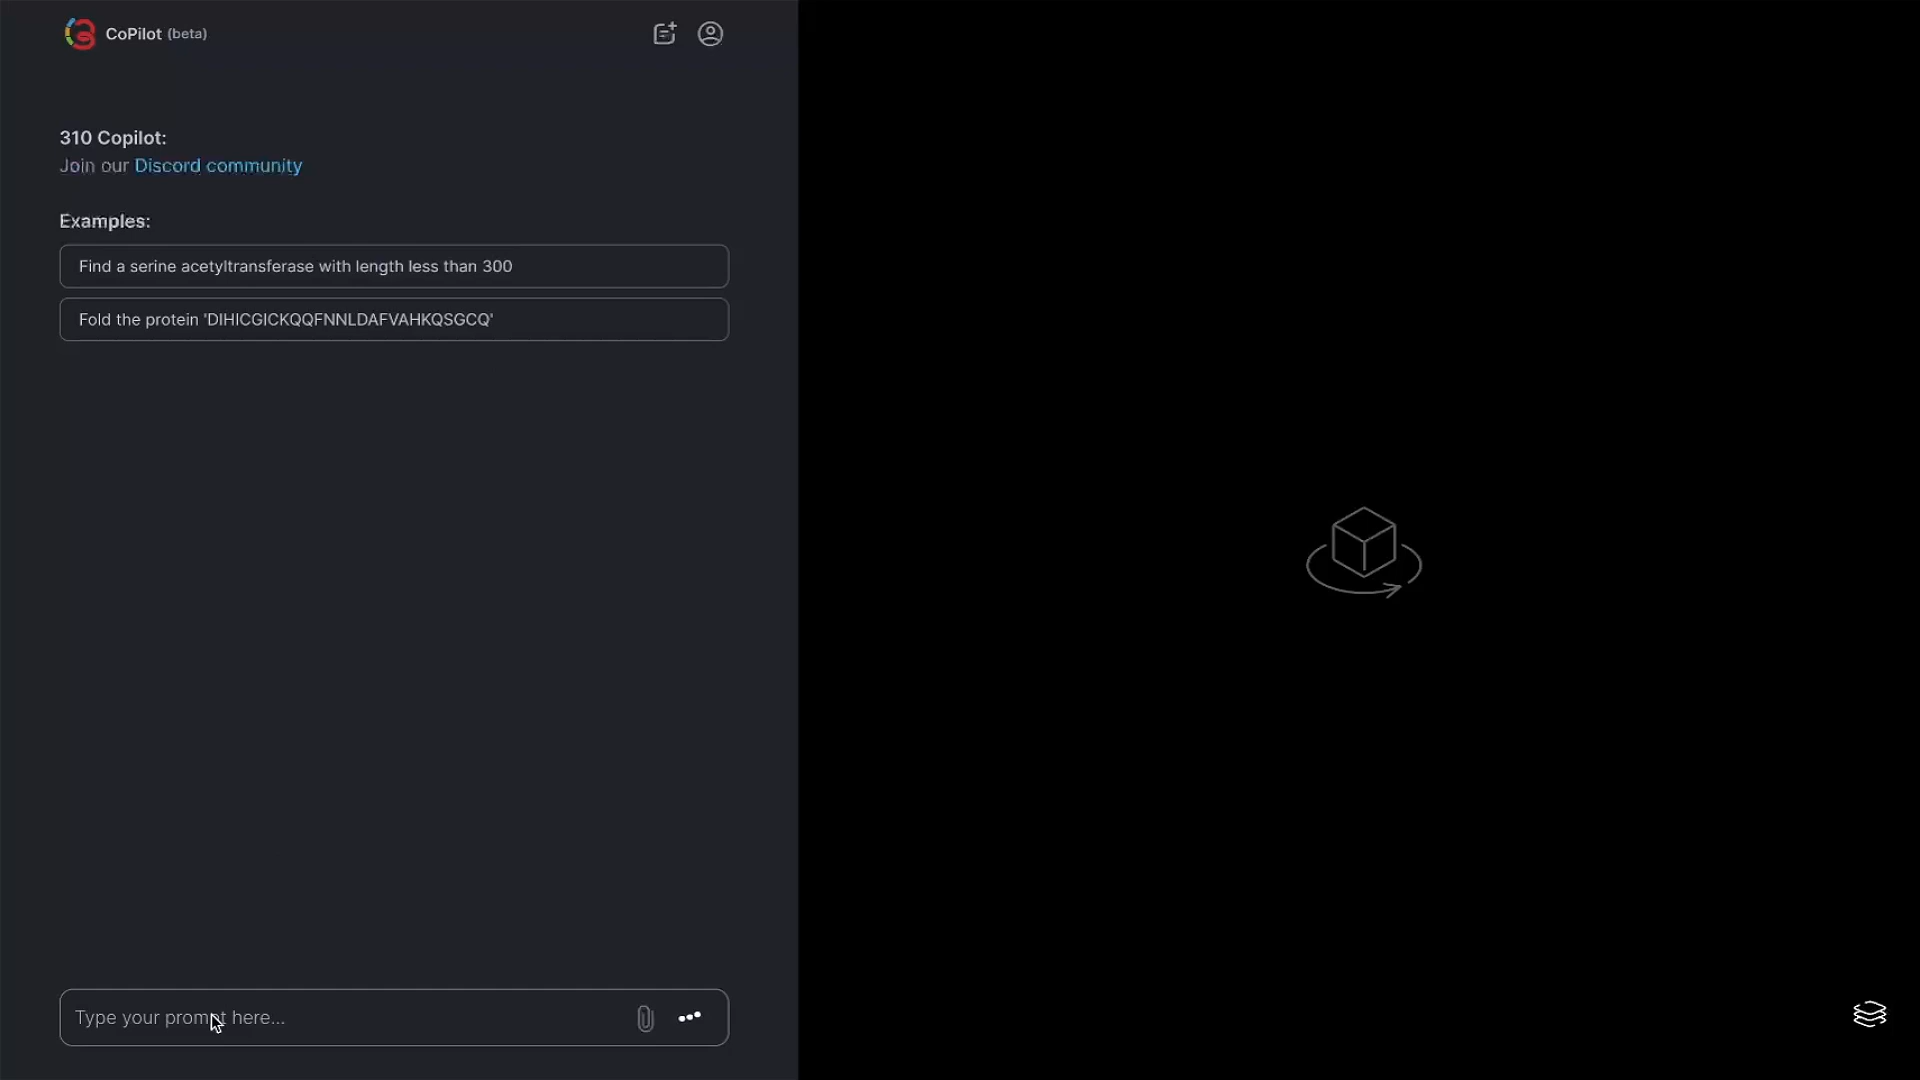 CoPilot (beta)
310 Copilot:
Join our Discord community
Examples:
Find a serine acetyltransferase with length less than 300
Fold the protein 'DIHICGICKQQFNNLDAFVAHKQSGCQ'
Type your prompt here...